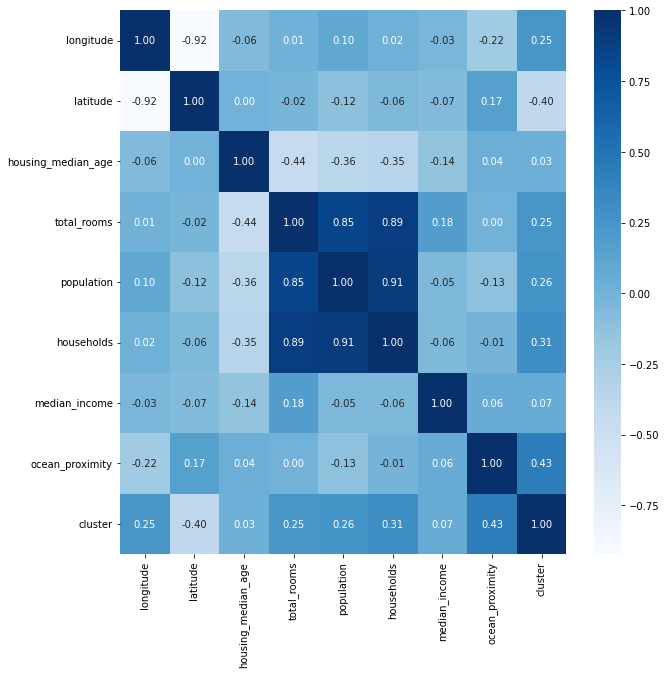 longitude 1.00 -0.92 -0.06 0.01 0.10 0.02 -0.03 -0.22 0.25
latitude -0.92 1.00 0.00 -0.02 -0.12 -0.06 -0.07 0.17 -0.40
housing_median_age -0.06 0.00 1.00 -0.44 -0.36 -0.35 -0.14 0.04 0.03
total_rooms 0.01 -0.02 -0.44 1.00 0.85 0.89 0.18 0.00 0.25
population 0.10 -0.12 -0.36 0.85 1.00 0.91 -0.05 -0.13 0.26
households 0.02 -0.06 -0.35 0.89 0.91 1.00 -0.06 -0.01 0.31
median_income -0.03 -0.07 -0.14 0.18 -0.05 -0.06 1.00 0.06 0.07
ocean_proximity -0.22 0.17 0.04 0.00 -0.13 -0.01 0.06 1.00 0.43
cluster 0.25 -0.40 0.03 0.25 0.26 0.31 0.07 0.43 1.00
longitude
latitude
housing_median_age
total_rooms
population
households
median_income
ocean_proximity
cluster
1.00
0.75
0.50
0.25
0.00
−0.25
−0.50
−0.75